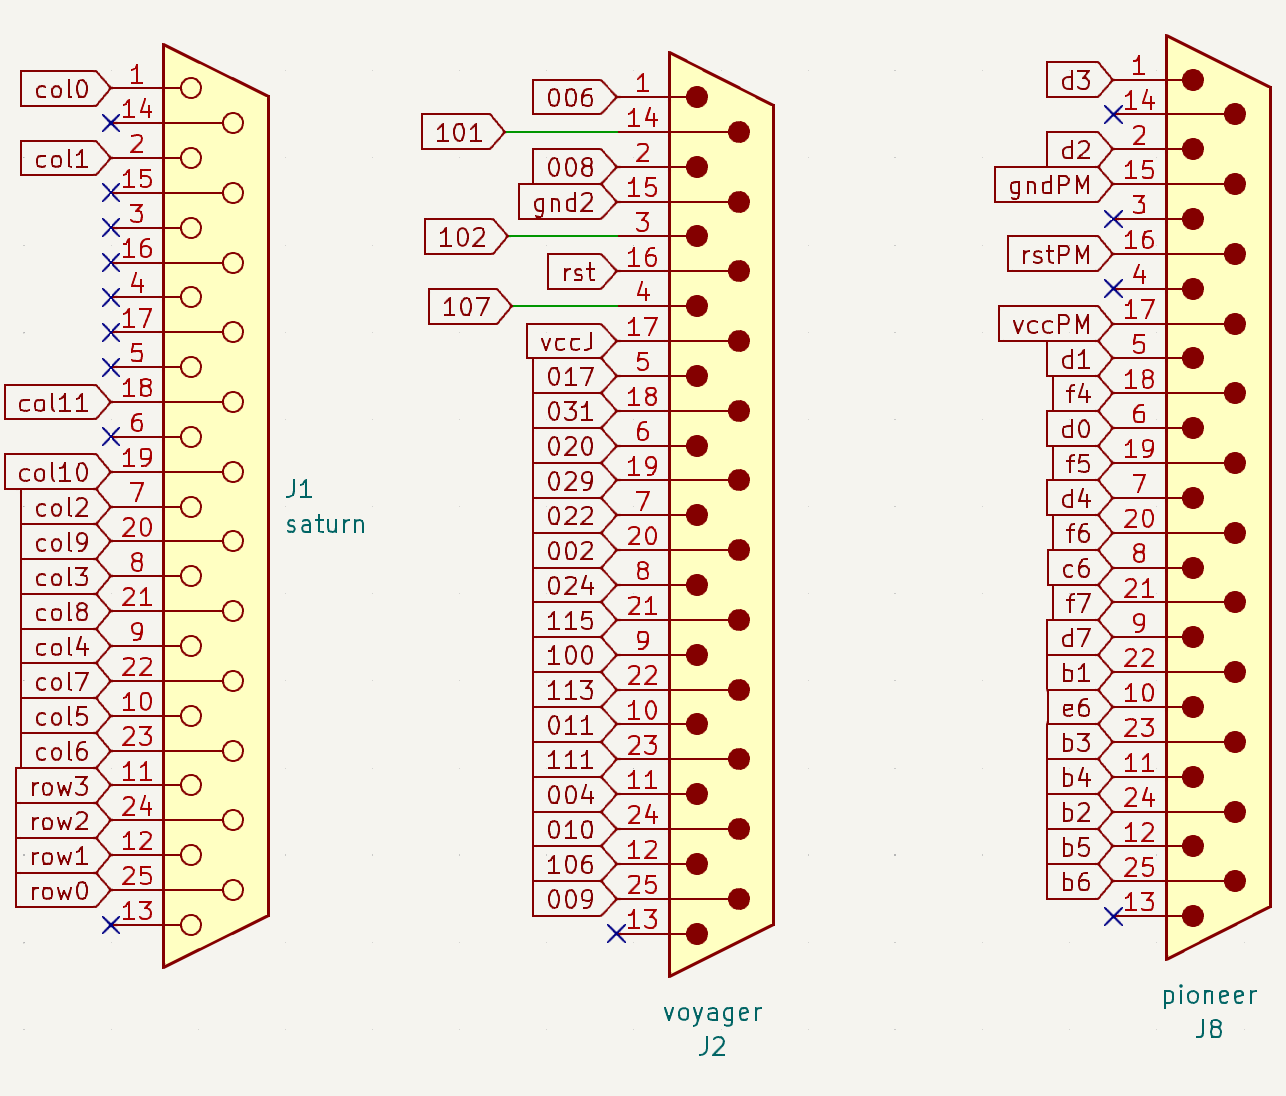 col0 1
14
col1 2
15
3
16
4
17
5
col11 18
6
col10 19
col2 7
col9 20
col3 8
col8 21
col4 9
col7 22
col5 10
col6 23
row3 11
row2 24
row1 12
row0 25
13
J1
saturn
006 1
101 14
008 2
gnd2 15
102 3
rst 16
107 4
vccJ 17
017 5
031 18
020 6
029 19
022 7
002 20
024 8
115 21
100 9
113 22
011 10
111 23
004 11
010 24
106 12
009 25
13
voyager
J2
d3 1
14
d2 2
gndPM 15
3
rstPM 16
4
vccPM 17
d1 5
f4 18
d0 6
f5 19
d4 7
f6 20
c6 8
f7 21
d7 9
b1 22
e6 10
b3 23
b4 11
b2 24
b5 12
b6 25
13
pioneer
J8